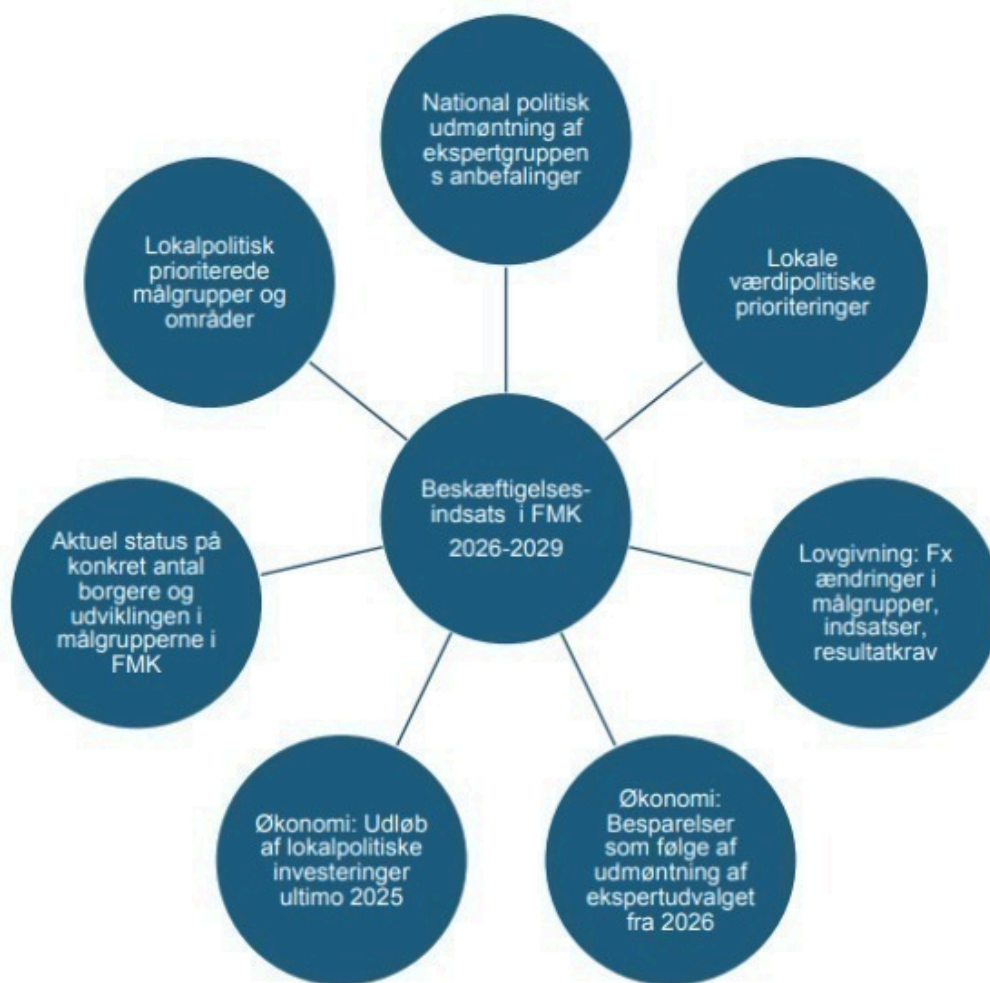 National politisk
udmøntning af
ekspertgruppen
s anbefalinger
Lokale
værdipolitiske
prioriteringer
Lovgivning: Fx
ændringer i
målgrupper,
indsatser,
resultatkrav
Økonomi:
Besparelser
som følge af
udmøntning af
ekspertudvalget
fra 2026
Økonomi: Udløb
af lokalpolitiske
investeringer
ultimo 2025
Aktuel status på
konkret antal
borgere og
udviklingen i
målgrupperne i
FMK
Lokalpolitisk
prioriterede
målgrupper og
områder
Beskæftigelses-
indsats i FMK
2026-2029